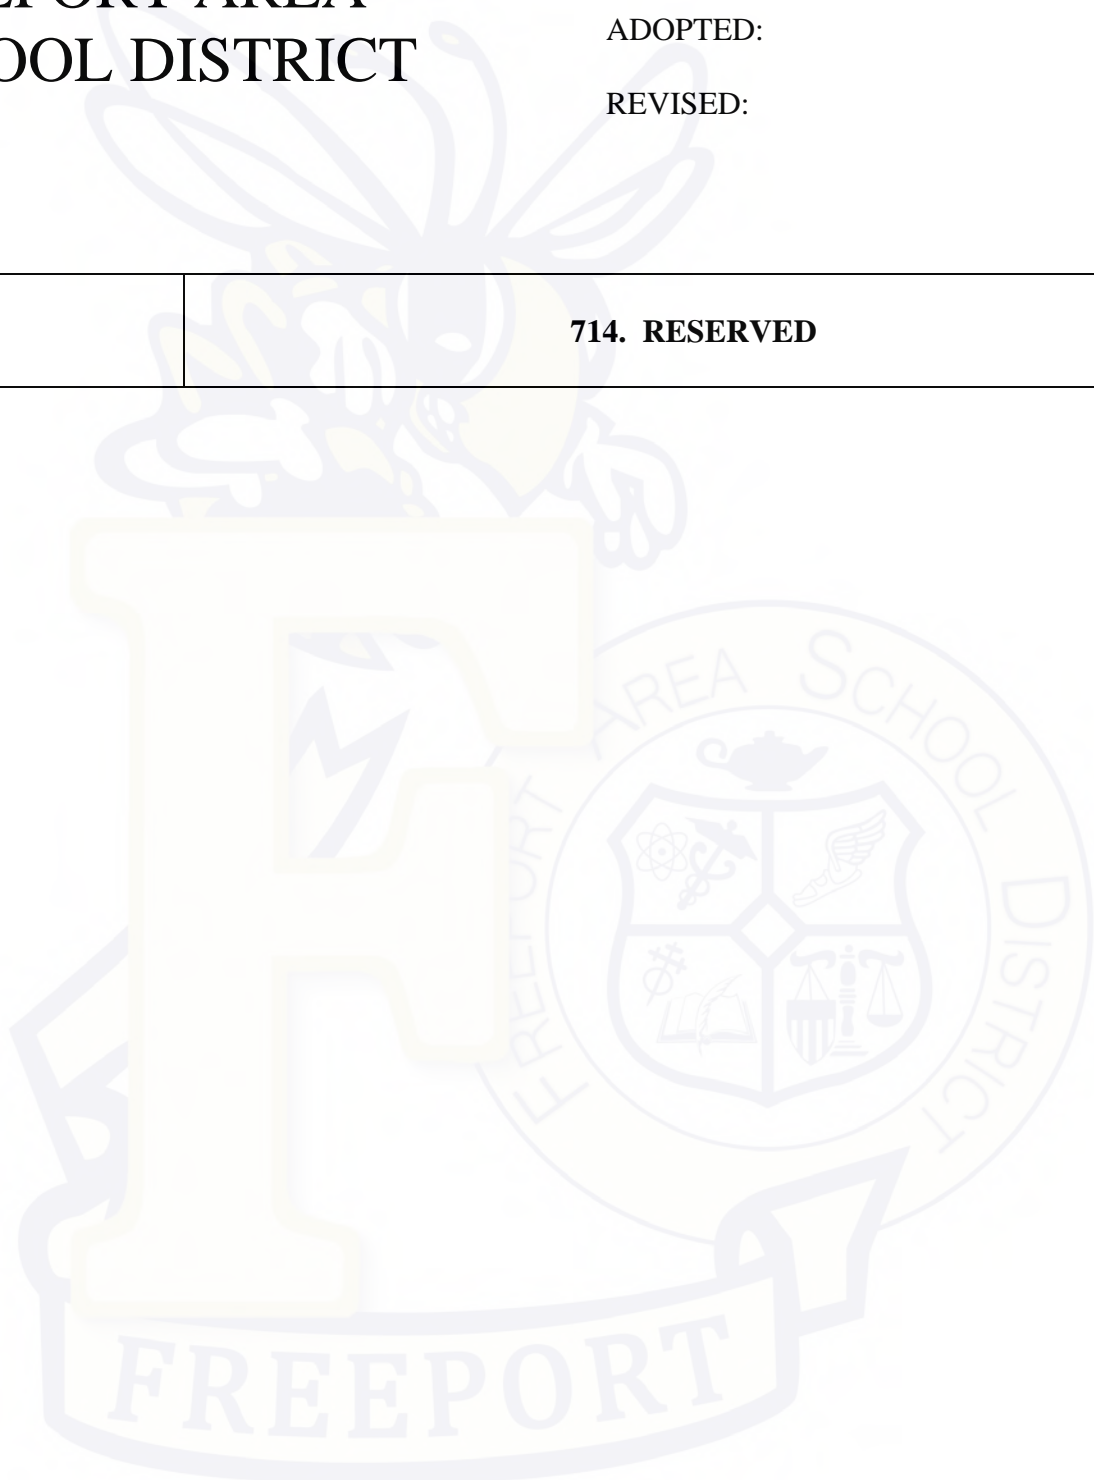 EPORT AREA
OOL DISTRICT
ADOPTED:
REVISED:
714. RESERVED
FREEPORT AREA SCHOOL DISTRICT
FREEPORT